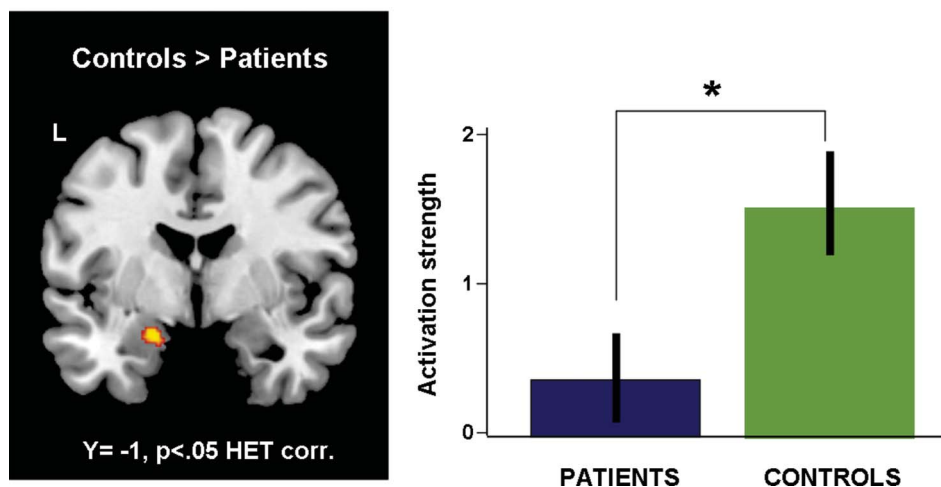 Controls > Patients
L
Y= -1, p<.05 HET corr.
*
Activation strength
2
1
0
PATIENTS
CONTROLS